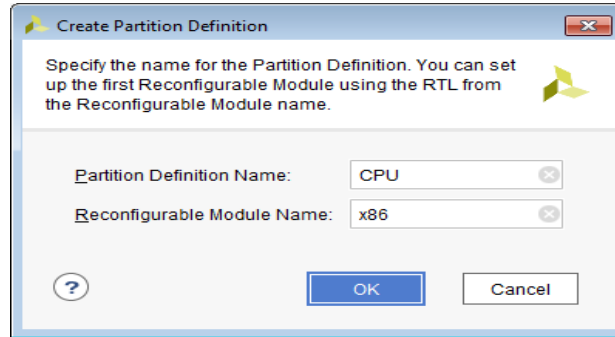 Create Partition Definition
Specify the name for the Partition Definition. You can set
up the first Reconfigurable Module using the RTL from
the Reconfigurable Module name.
Partition Definition Name: CPU
Reconfigurable Module Name: x86
? OK Cancel